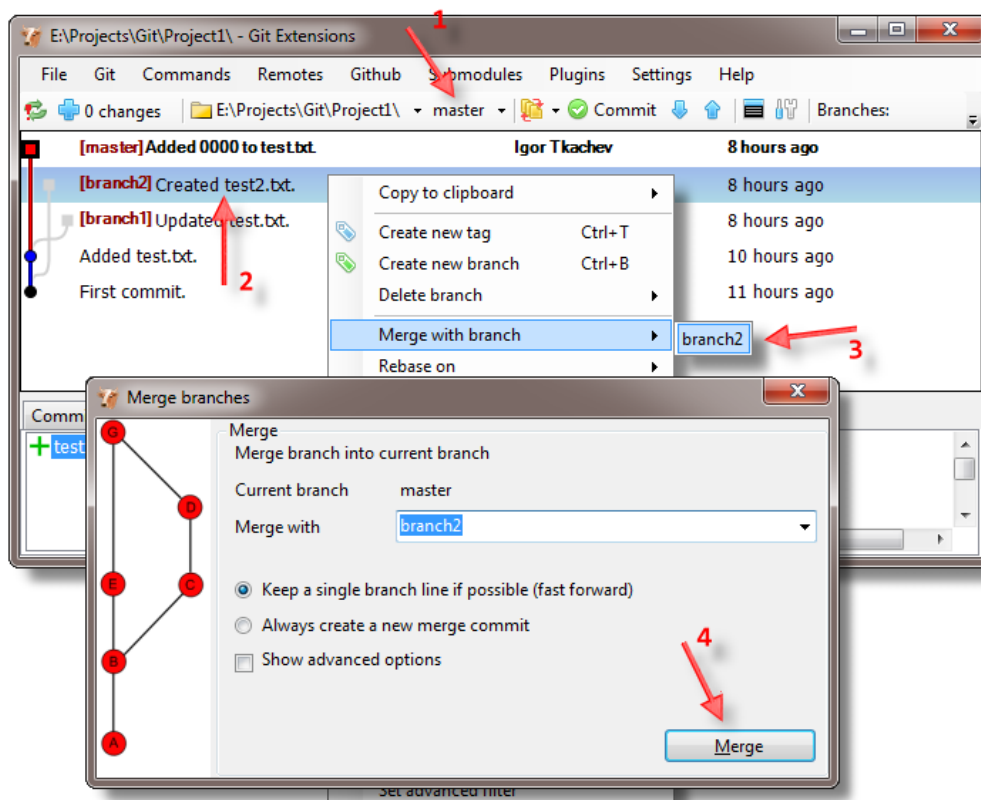 1
E:\Projects\Git\Project1\ - Git Extensions
File Git Commands Remotes Github Submodules Plugins Settings Help
0 changes E:\Projects\Git\Project1\ master Commit Branches:
[master] Added 0000 to test.txt. Igor Tkachev 8 hours ago
[branch2] Created test2.txt. 8 hours ago
[branch1] Updated test.txt. 8 hours ago
Added test.txt. 10 hours ago
First commit. 11 hours ago
2
Copy to clipboard
Create new tag Ctrl+T
Create new branch Ctrl+B
Delete branch
Merge with branch
branch2
3
Rebase on
Comm
test
Merge branches
G
D
E
C
B
A
Merge
Merge branch into current branch
Current branch master
Merge with branch2
Keep a single branch line if possible (fast forward)
Always create a new merge commit
Show advanced options
4
Merge
Set advanced filter